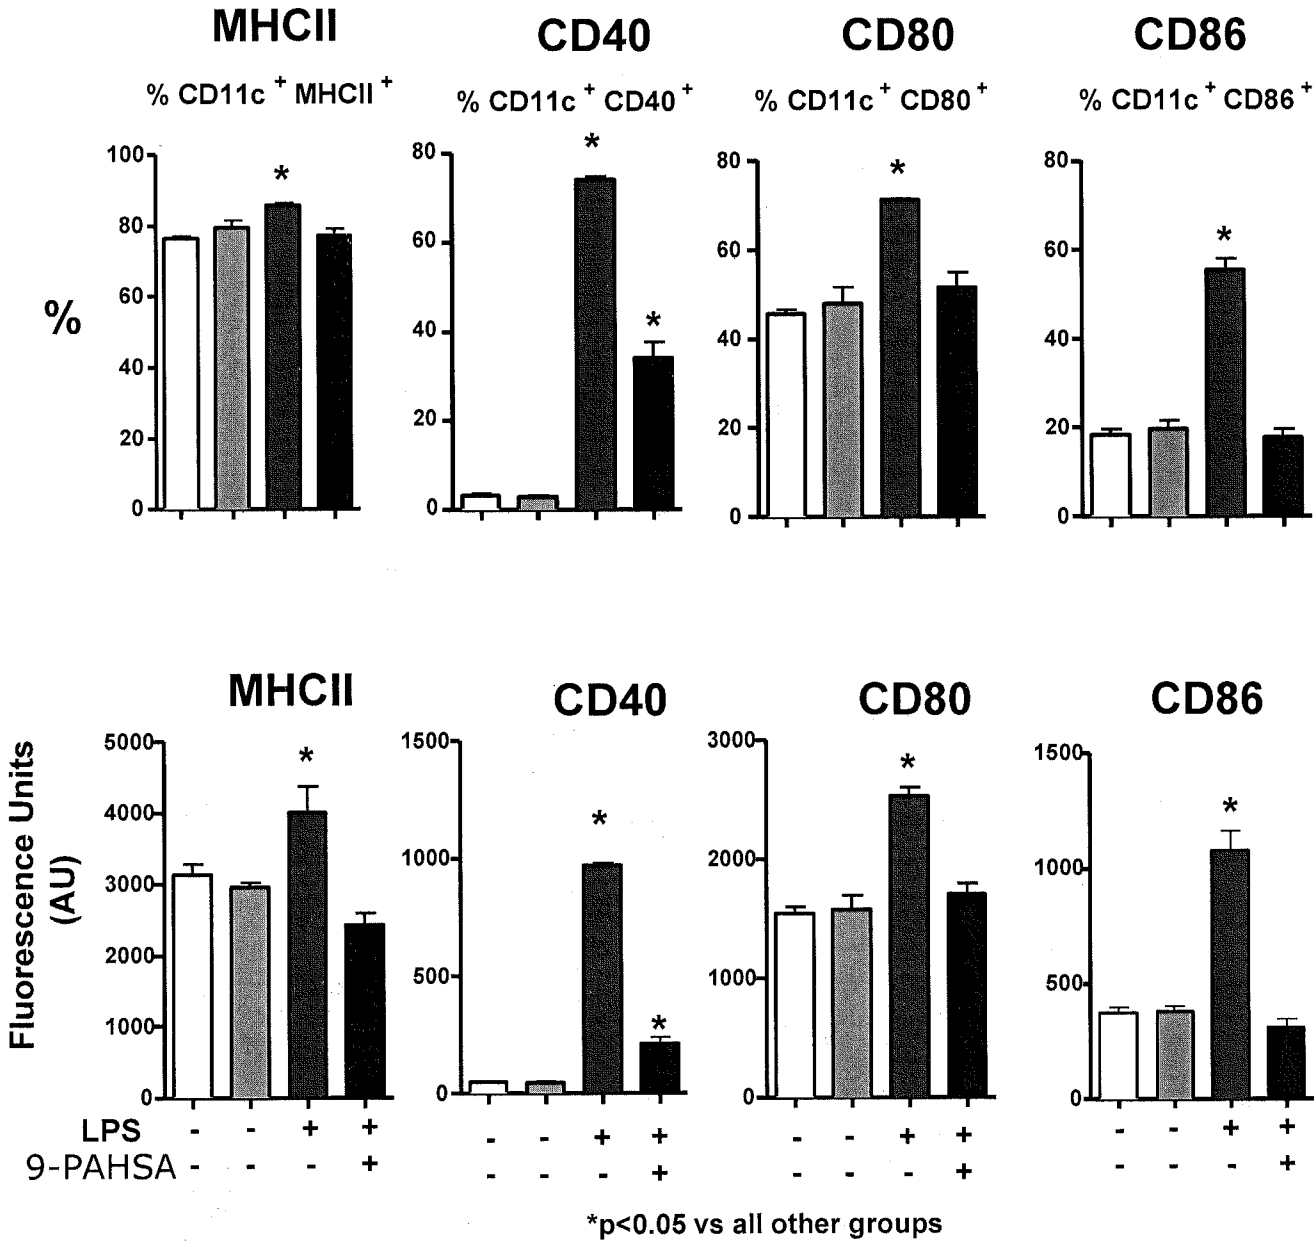 MHCII CD40 CD80 CD86
% CD11c + MHCII + % CD11c + CD40 + % CD11c + CD80 + % CD11c + CD86 +
100 80 60 40 20 0
%
* 
80 60 40 20 0
* *
80 60 40 20 0
*
80 60 40 20 0
*
MHCII CD40 CD80 CD86
Fluorescence Units
(AU)
5000 4000 3000 2000 1000 0
*
1500 1000 500 0
* *
3000 2000 1000 0
*
1500 1000 500 0
*
LPS - - + + - - + + - - + + - - + +
9-PAHSA - - - + - - - + - - - + - - - +
*p<0.05 vs all other groups